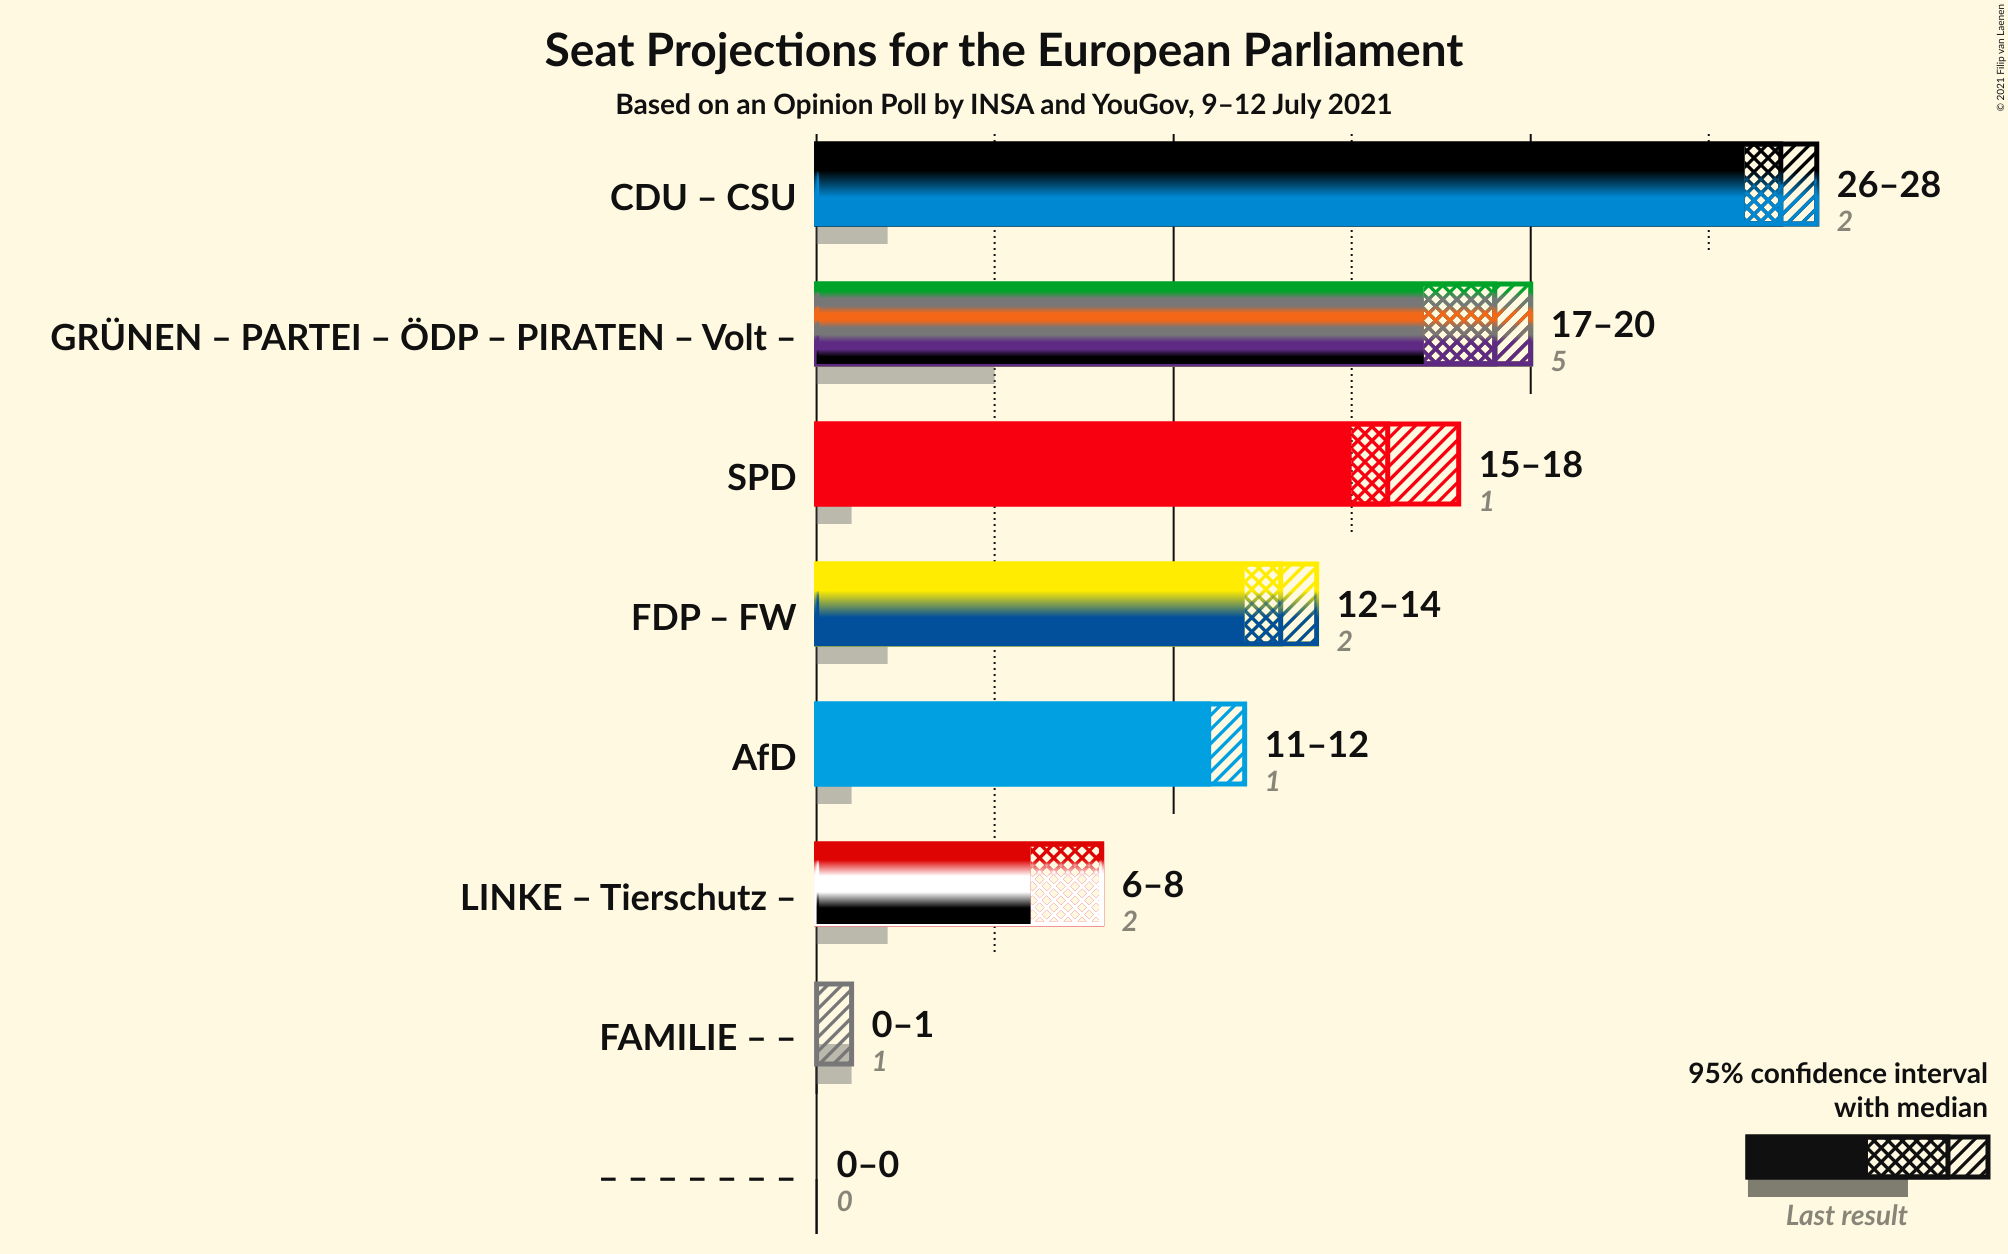 Seat Projections for the European Parliament
Based on an Opinion Poll by INSA and YouGov, 9–12 July 2021
© 2021 Filip van Laenen
CDU – CSU
26–28
2
GRÜNEN – PARTEI – ÖDP – PIRATEN – Volt –
17–20
5
SPD
15–18
1
FDP – FW
12–14
2
AfD
11–12
1
LINKE – Tierschutz –
6–8
2
FAMILIE – –
0–1
1
– – – – – – –
0–0
0
95% confidence interval
with median
Last result